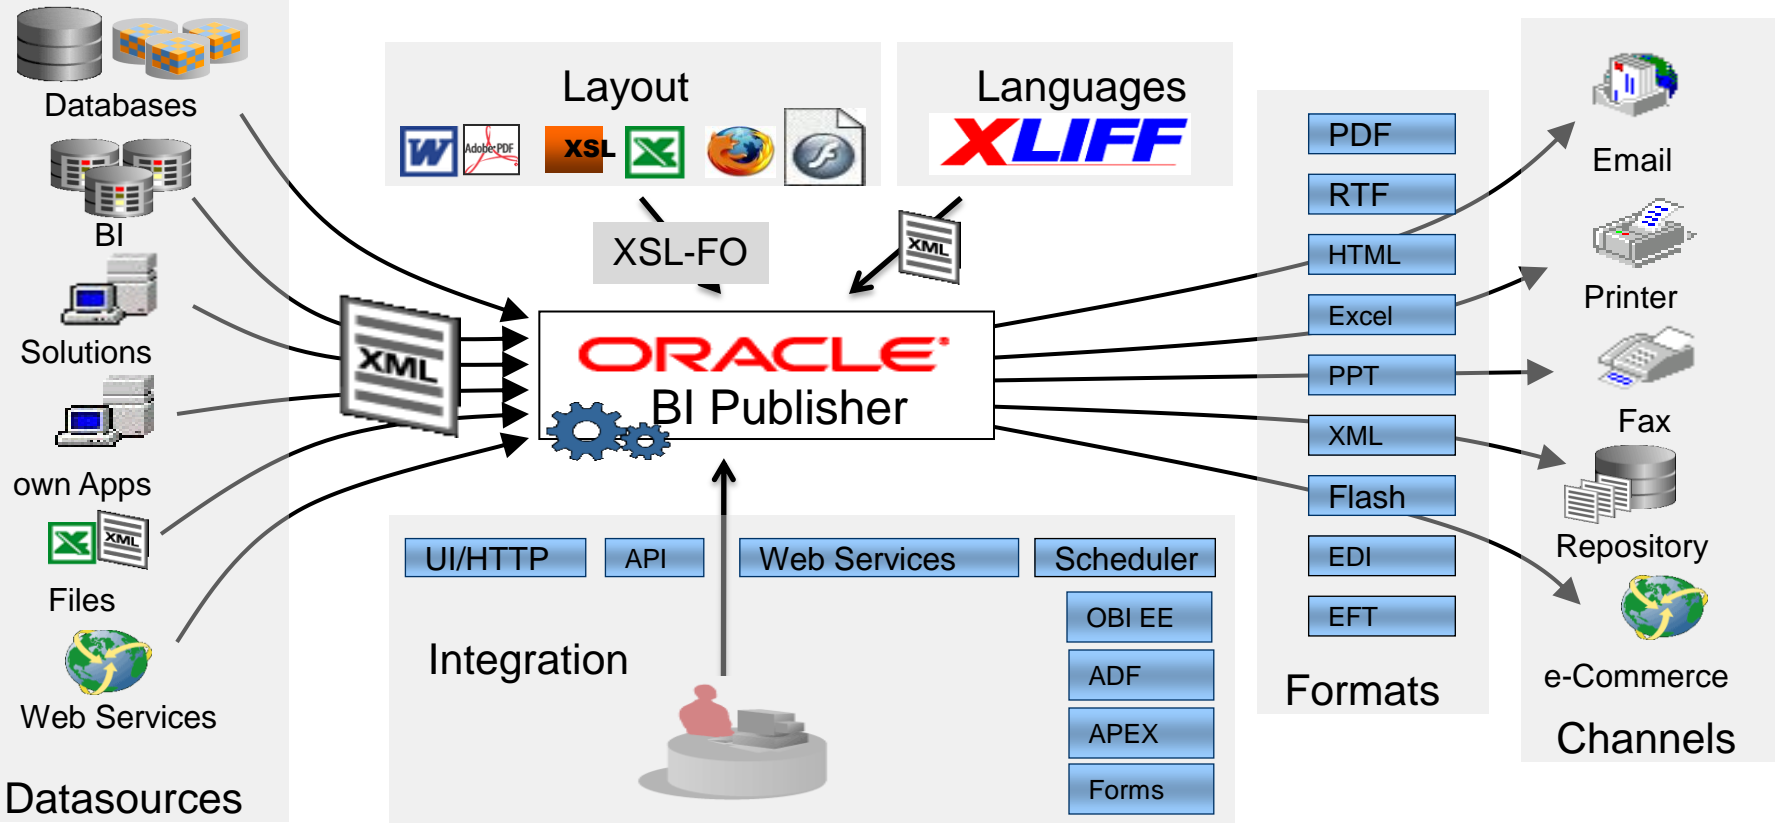 Databases
BI
Solutions
own Apps
XML
Files
Web Services
Datasources
XML
Layout
W
Adobe PDF
XSL
X
XSL-FO
Languages
XLIFF
XML
ORACLE
BI Publisher
UI/HTTP
API
Web Services
Scheduler
OBI EE
ADF
APEX
Forms
Integration
PDF
RTF
HTML
Excel
PPT
XML
Flash
EDI
EFT
Formats
Email
Printer
Fax
Repository
e-Commerce
Channels